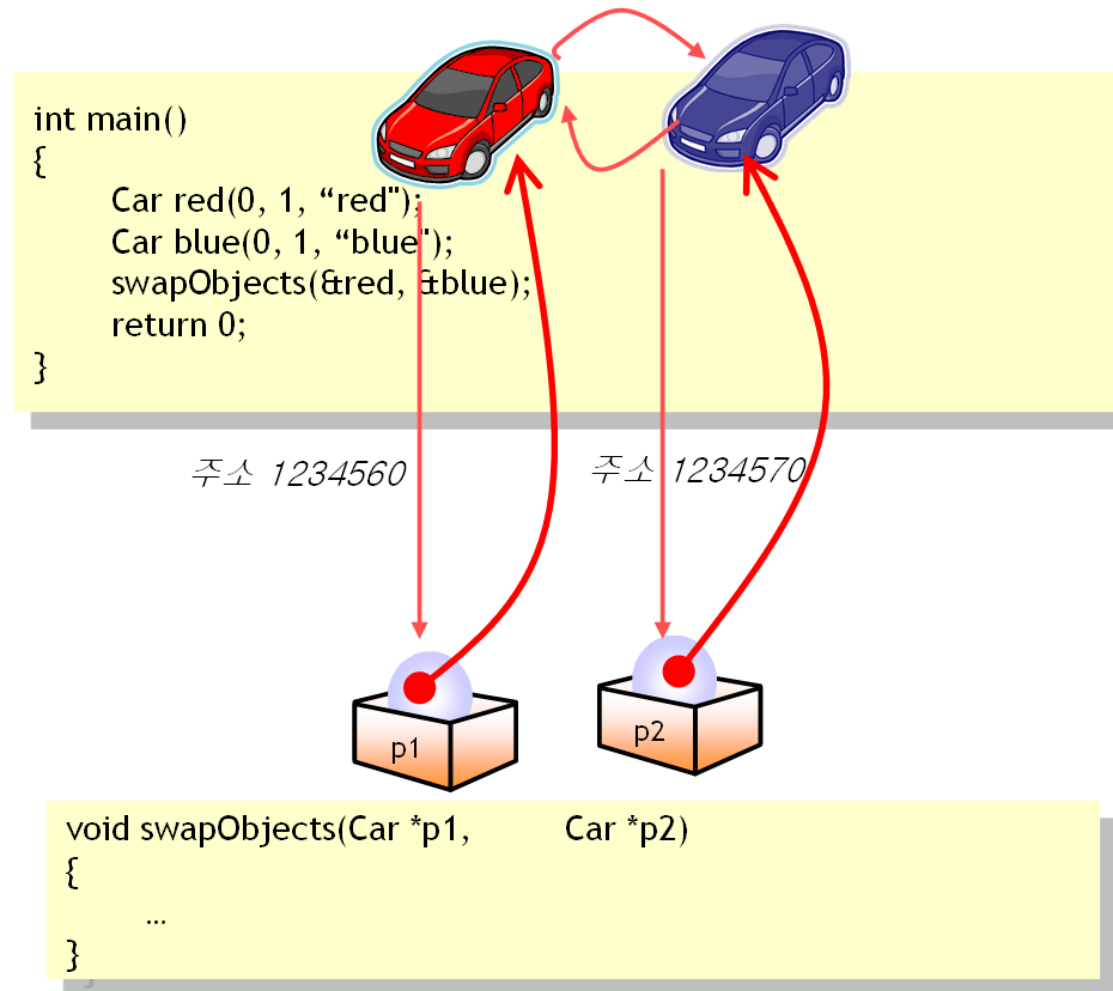 int main()
{
Car red(0, 1, “red");
Car blue(0, 1, “blue");
swapObjects(&red, &blue);
return 0;
}
주소 1234560
주소 1234570
p1
p2
void swapObjects(Car *p1, Car *p2)
{
...
}
}